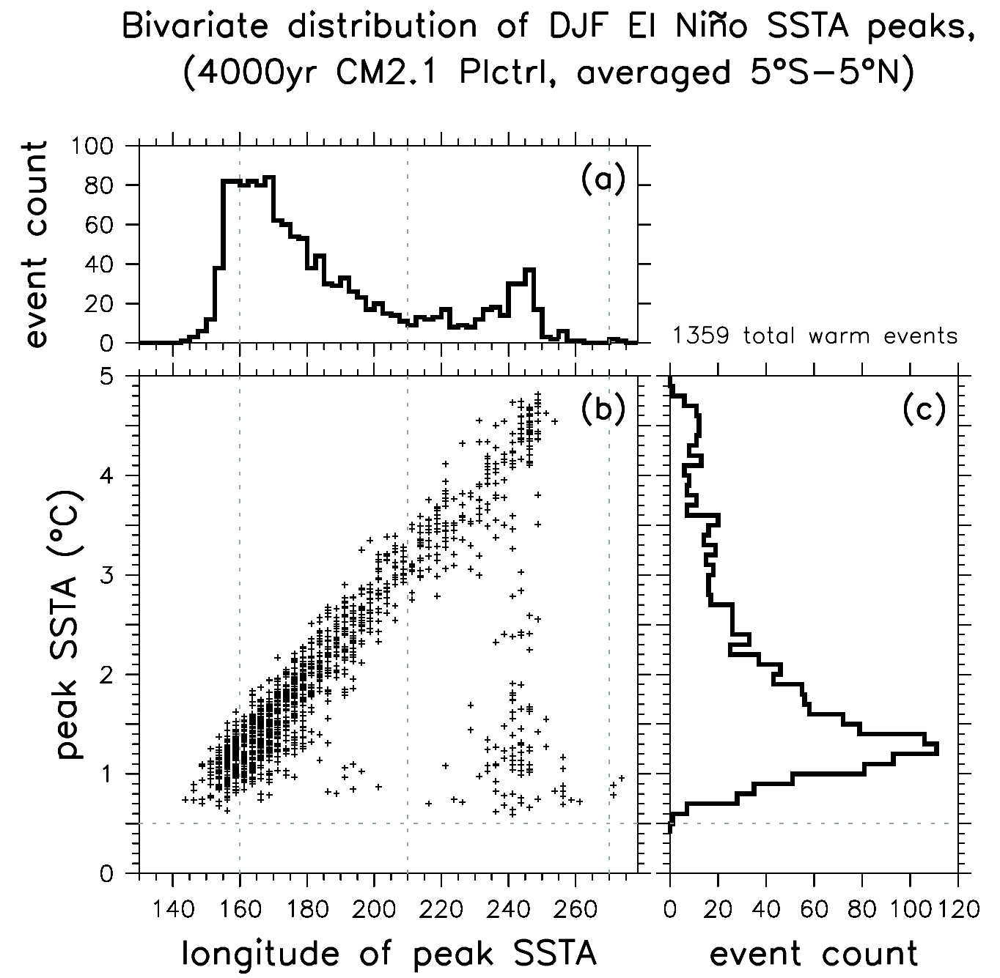 Bivariate distribution of DJF El Niño SSTA peaks,
(4000yr CM2.1 PIctrl, averaged 5°S−5°N)
event count
100
80
60
40
20
0
(a)
1359 total warm events
peak SSTA (°C)
5
4
3
2
1
0
(b)
(c)
140 160 180 200 220 240 260
0 20 40 60 80 100 120
longitude of peak SSTA
event count